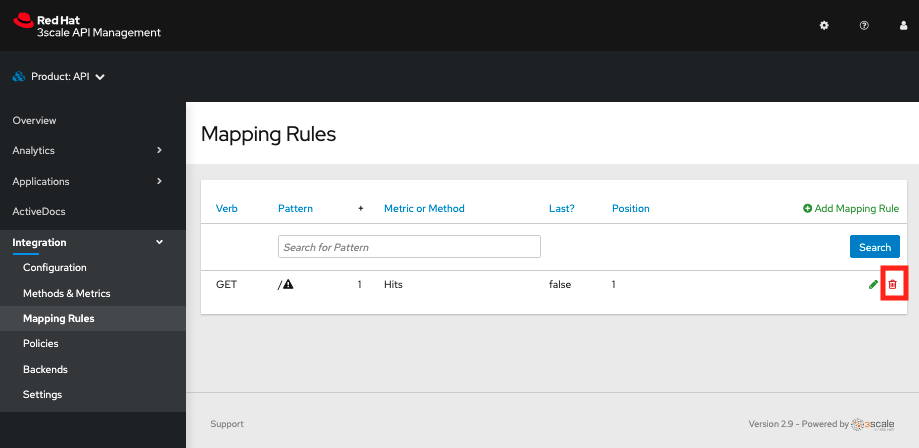 Red Hat
3scale API Management
Product: API
Overview
Analytics
Applications
ActiveDocs
Integration
Configuration
Methods & Metrics
Mapping Rules
Policies
Backends
Settings
Mapping Rules
Verb Pattern + Metric or Method Last? Position Add Mapping Rule
Search for Pattern Search
GET / 1 Hits false 1
Support Version 2.9 - Powered by 3scale